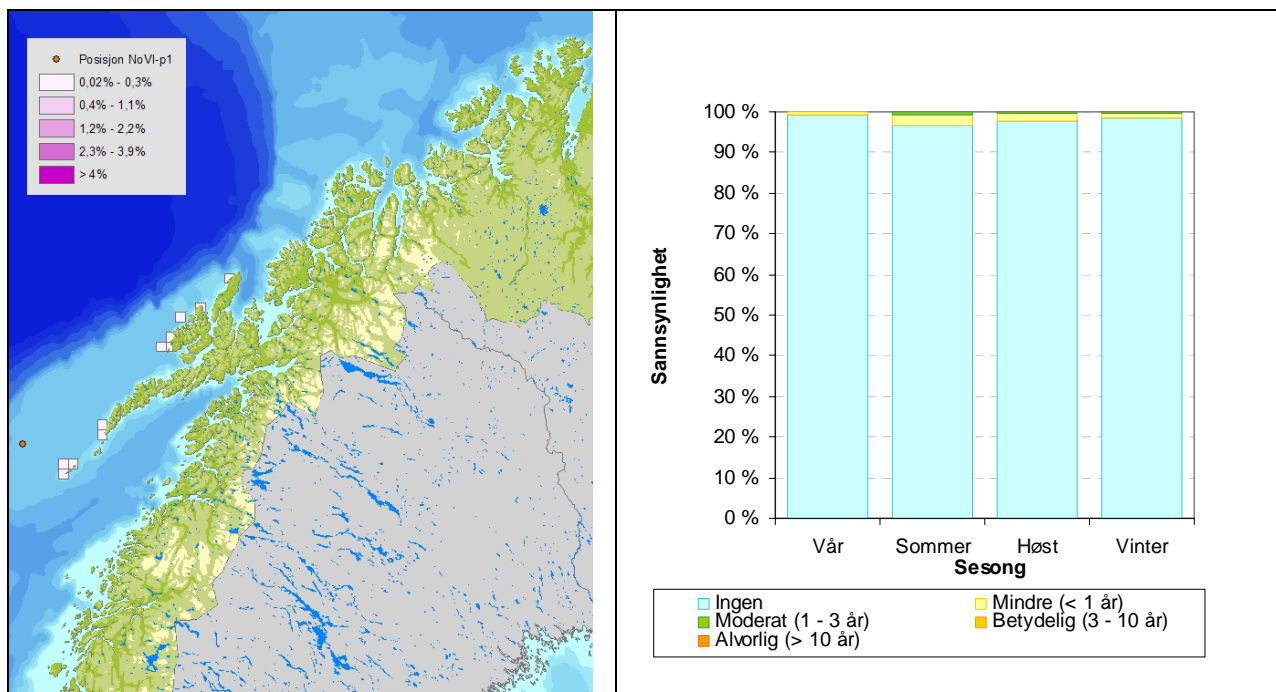 Posisjon NoVI-p1
0,02% - 0,3%
0,4% - 1,1%
1,2% - 2,2%
2,3% - 3,9%
> 4%
100 %
90 %
80 %
70 %
60 %
50 %
40 %
30 %
20 %
10 %
0 %
Sannsynlighet
Vår Sommer Høst Vinter
Sesong
Ingen Mindre (< 1 år)
Moderat (1 - 3 år) Betydelig (3 - 10 år)
Alvorlig (> 10 år)